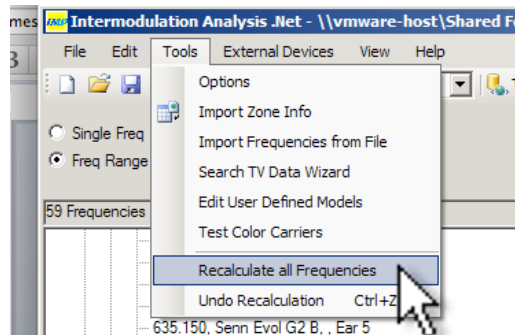 mes
IMP Intermodulation Analysis .Net - \\vmware-host\Shared F
File Edit Tools External Devices View Help
Options
Import Zone Info
Import Frequencies from File
Search TV Data Wizard
Edit User Defined Models
Test Color Carriers
Recalculate all Frequencies
Undo Recalculation Ctrl+Z
Single Freq
Freq Range
59 Frequencies
635.150, Senn Evol G2 B, , Ear 5